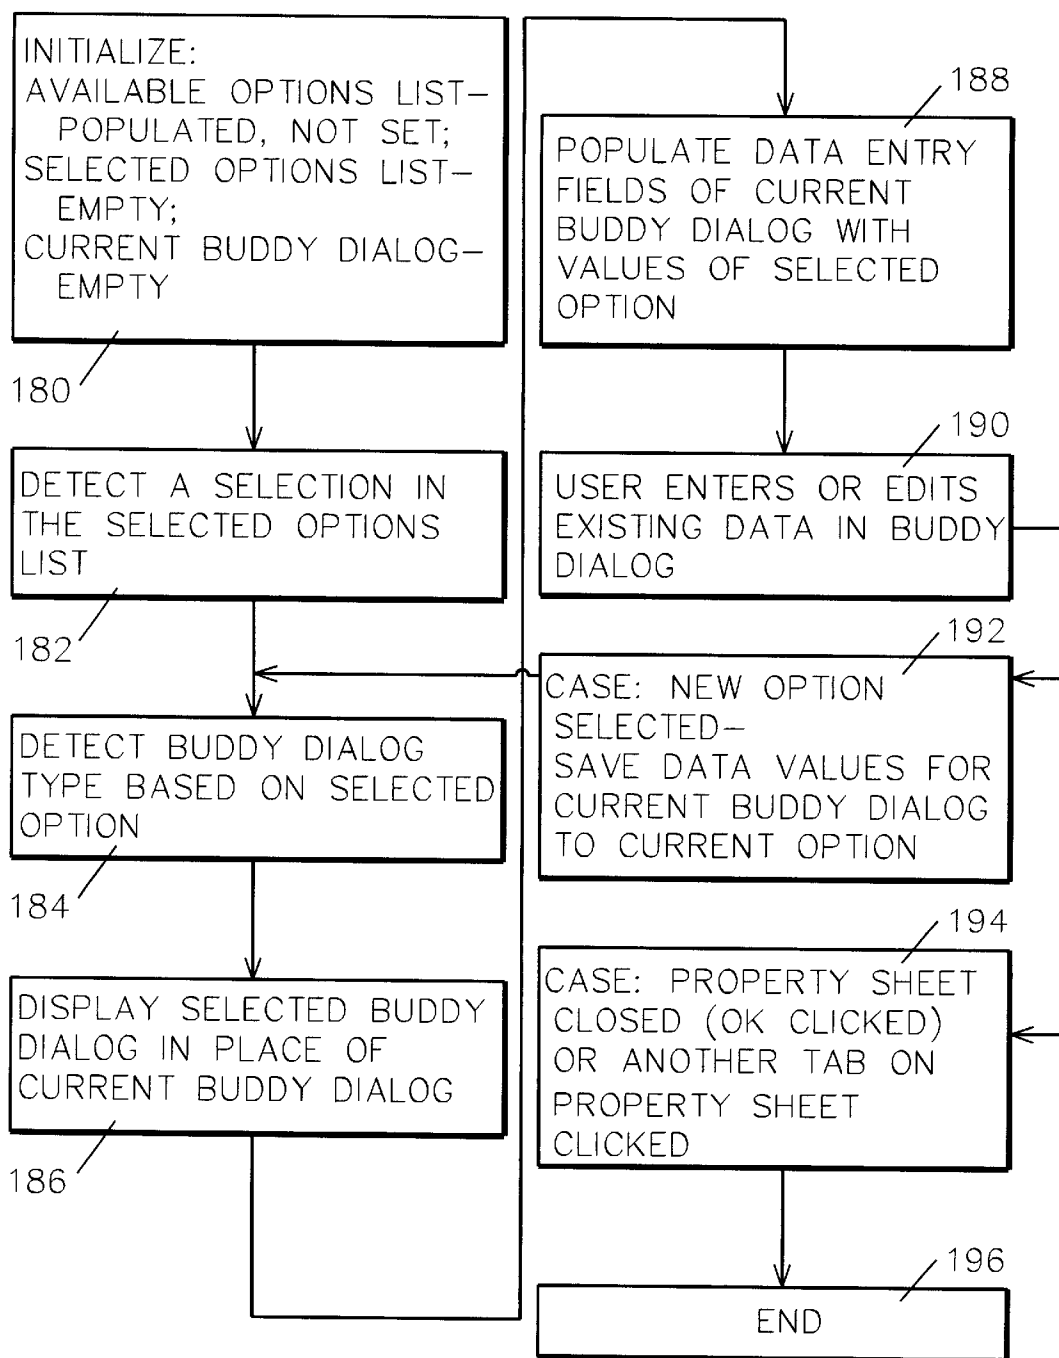 INITIALIZE:
AVAILABLE OPTIONS LIST-
POPULATED, NOT SET;
SELECTED OPTIONS LIST-
EMPTY;
CURRENT BUDDY DIALOG-
EMPTY
180
DETECT A SELECTION IN
THE SELECTED OPTIONS
LIST
182
DETECT BUDDY DIALOG
TYPE BASED ON SELECTED
OPTION
184
DISPLAY SELECTED BUDDY
DIALOG IN PLACE OF
CURRENT BUDDY DIALOG
186
188
POPULATE DATA ENTRY
FIELDS OF CURRENT
BUDDY DIALOG WITH
VALUES OF SELECTED
OPTION
190
USER ENTERS OR EDITS
EXISTING DATA IN BUDDY
DIALOG
192
CASE: NEW OPTION
SELECTED-
SAVE DATA VALUES FOR
CURRENT BUDDY DIALOG
TO CURRENT OPTION
194
CASE: PROPERTY SHEET
CLOSED (OK CLICKED)
OR ANOTHER TAB ON
PROPERTY SHEET
CLICKED
196
END